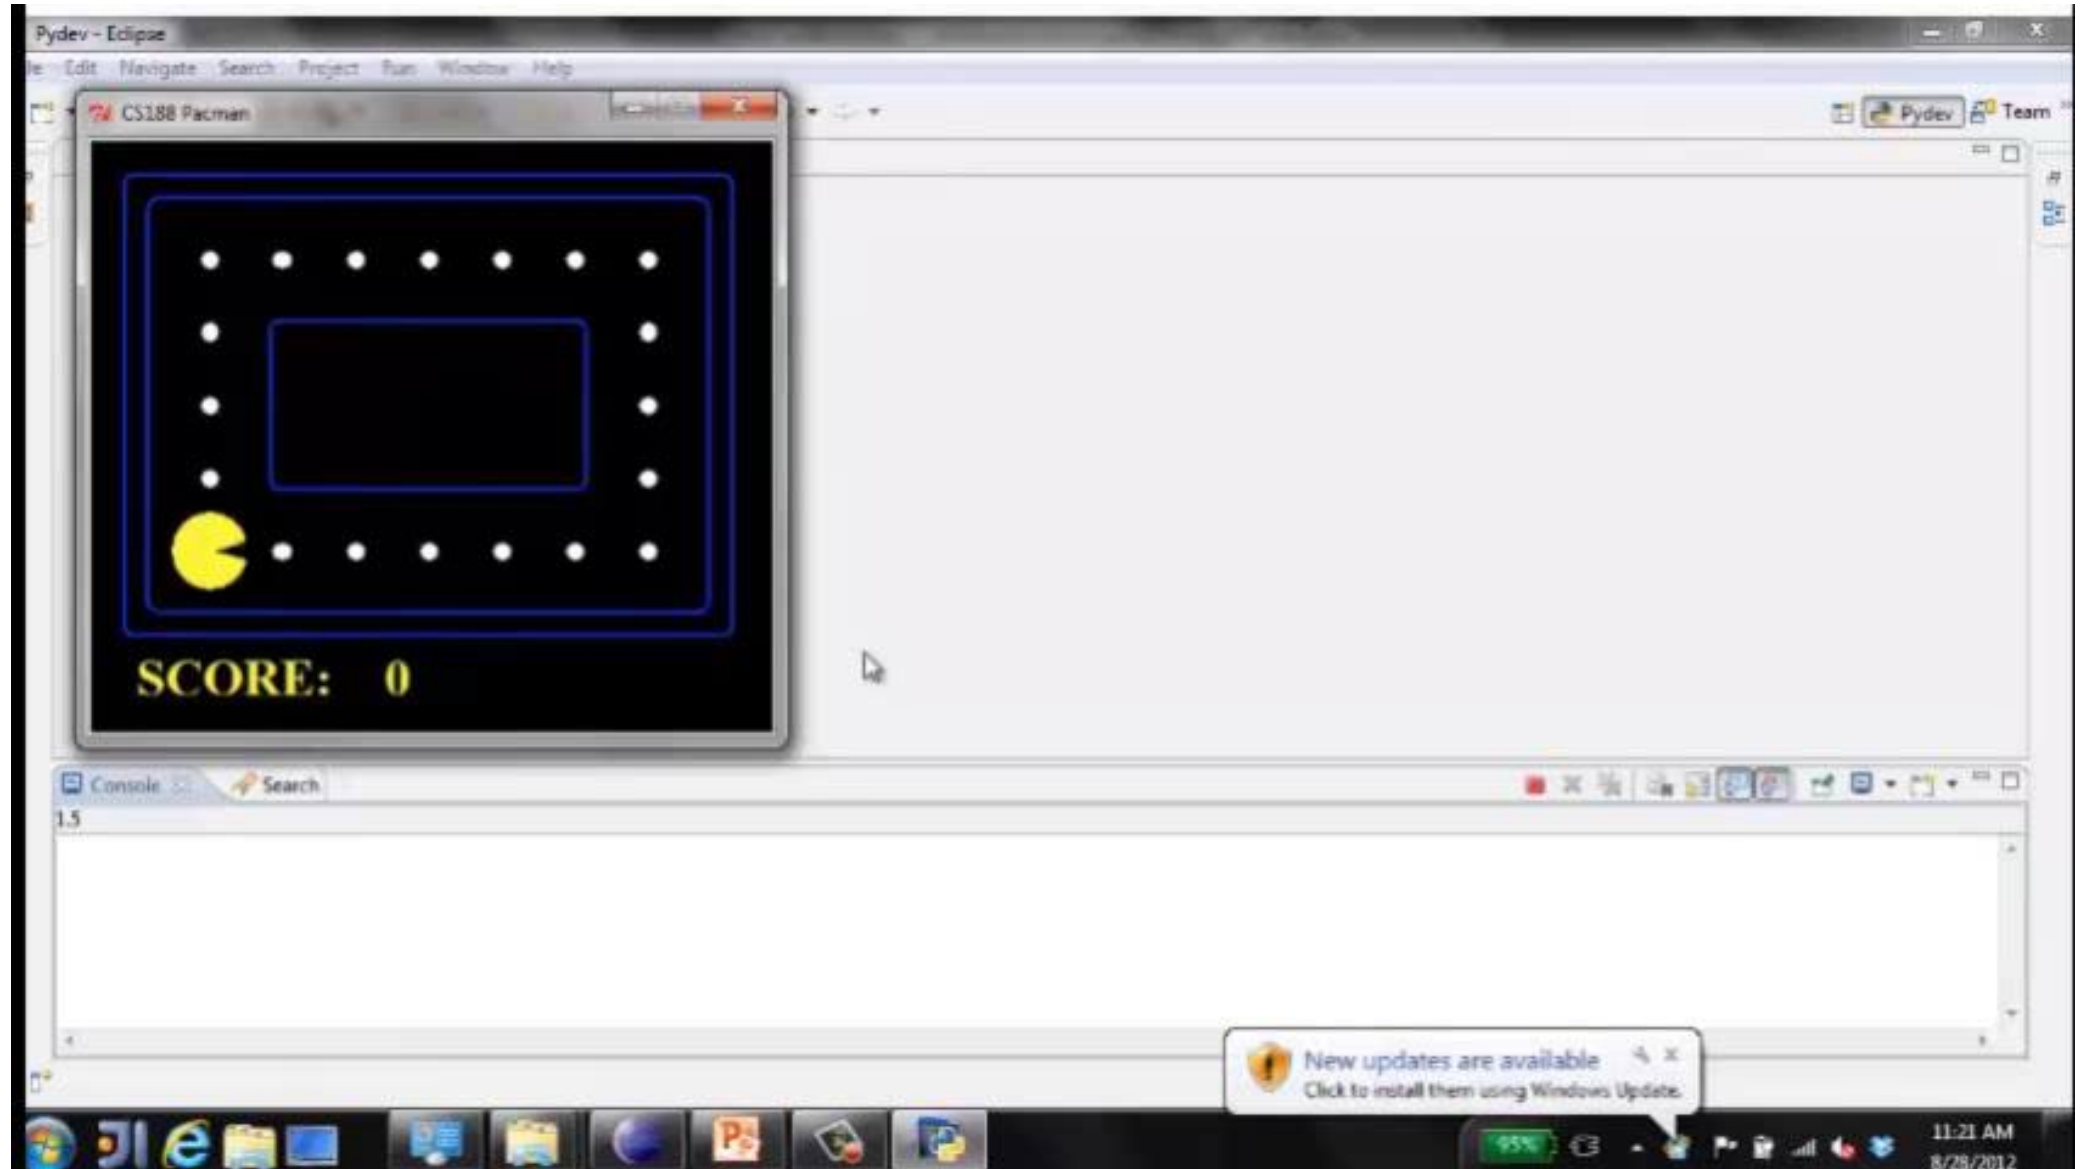 Pydev - Eclipse
Edit Navigate Search Project Run Window Help
CS188 Pacman
Pydev
Team
SCORE: 0
Console
Search
1.5
New updates are available
Click to install them using Windows Update.
95%
11:21 AM
8/28/2012